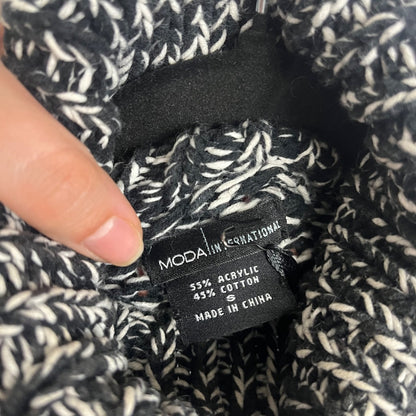 MODA INTERNATIONAL
55% ACRYLIC
45% COTTON
S
MADE IN CHINA